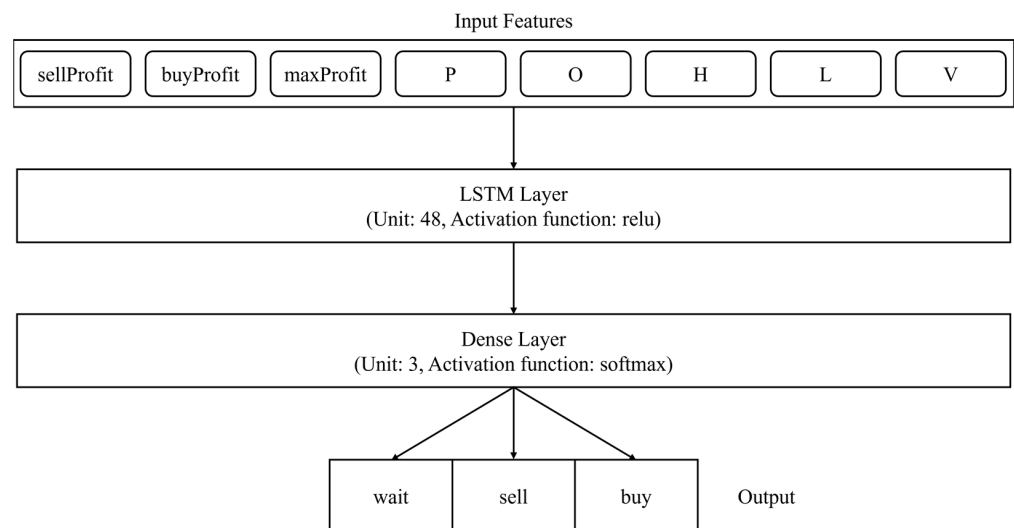 Input Features
sellProfit buyProfit maxProfit P O H L V
LSTM Layer
(Unit: 48, Activation function: relu)
Dense Layer
(Unit: 3, Activation function: softmax)
wait sell buy Output